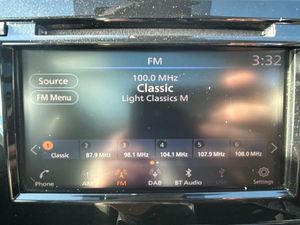 FM
3:32
Source
100.0 MHz
Classic
FM Menu
Light Classics M
1 2 3 4 5 6
Classic 87.9 MHz 98.1 MHz 104.1 MHz 107.9 MHz 108.0 MHz
Phone AM FM DAB BT Audio USB Settings